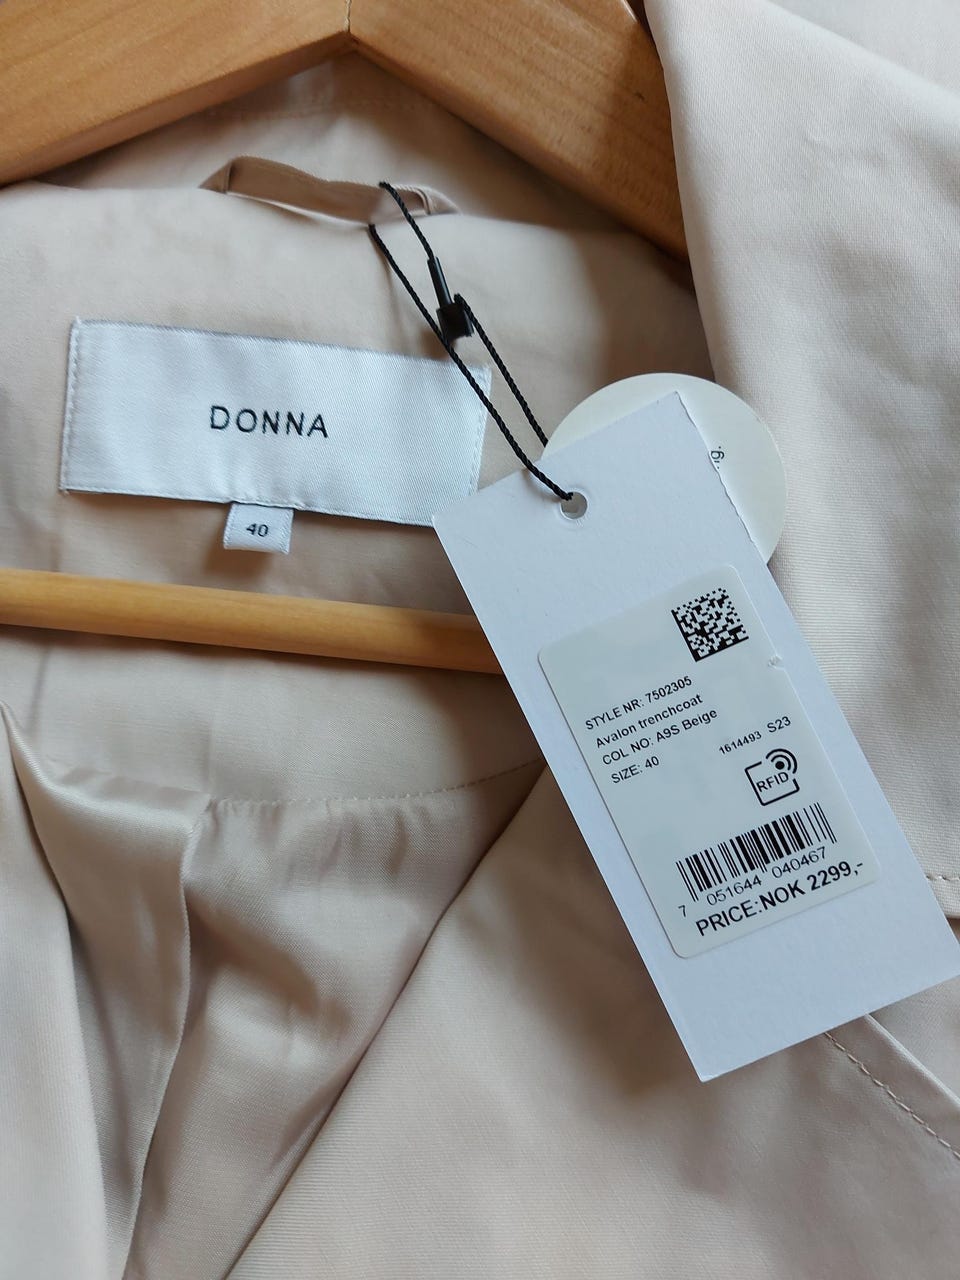 DONNA
40
g.
STYLE NR: 7502305
Avalon trenchcoat
COL NO: A9S Beige
SIZE: 40
1614493 S23
RFID
7 051644 040467
PRICE:NOK 2299,-